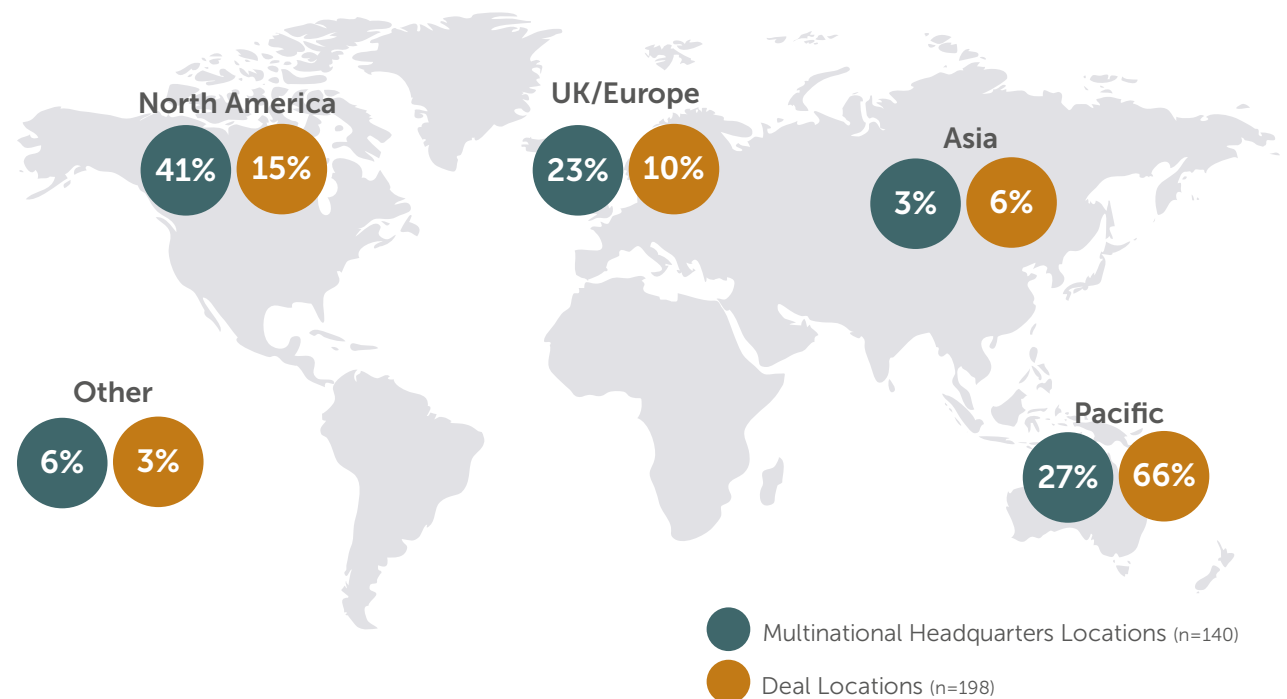 North America
41% 15%
UK/Europe
23% 10%
Asia
3% 6%
Other
6% 3%
Pacific
27% 66%
Multinational Headquarters Locations (n=140)
Deal Locations (n=198)